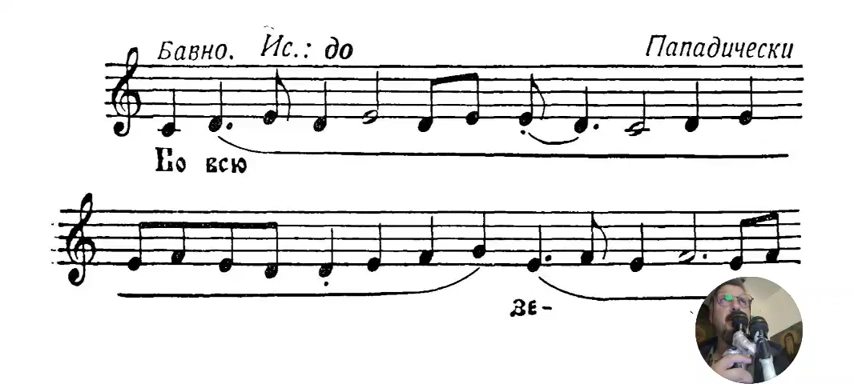 Бавно. Ис.: до Пападически
Во всю
зе-